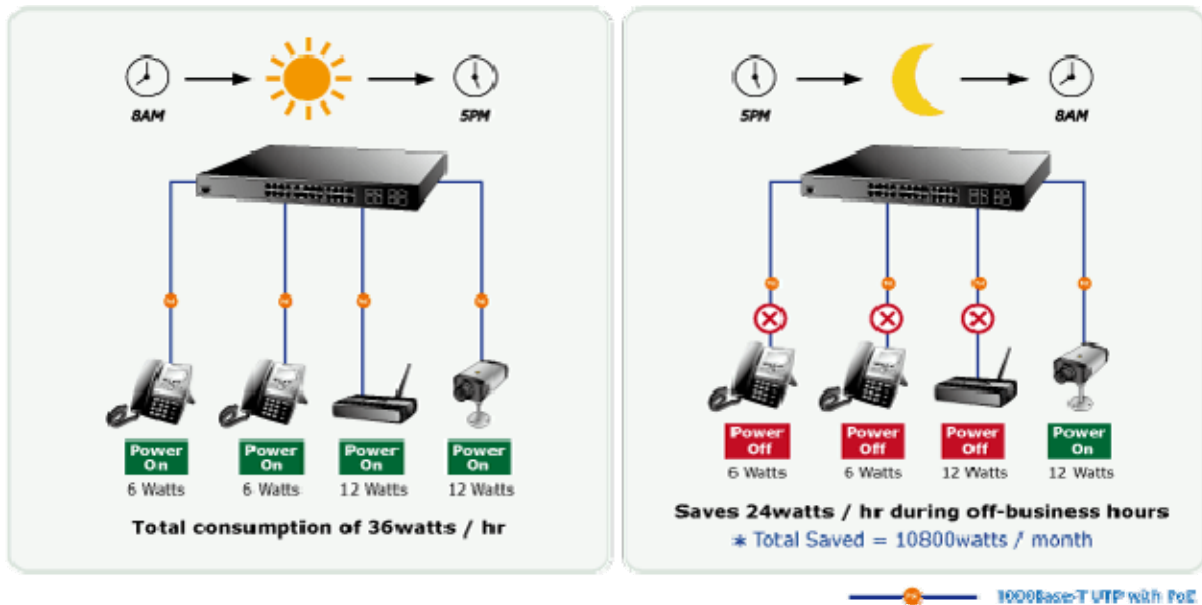 8AM
5PM
Power On
6 Watts
Power On
6 Watts
Power On
12 Watts
Power On
12 Watts
Total consumption of 36watts / hr
5PM
8AM
Power Off
6 Watts
Power Off
6 Watts
Power Off
12 Watts
Power On
12 Watts
Saves 24watts / hr during off-business hours
* Total Saved = 10800watts / month
1000Base-T UTP with PoE